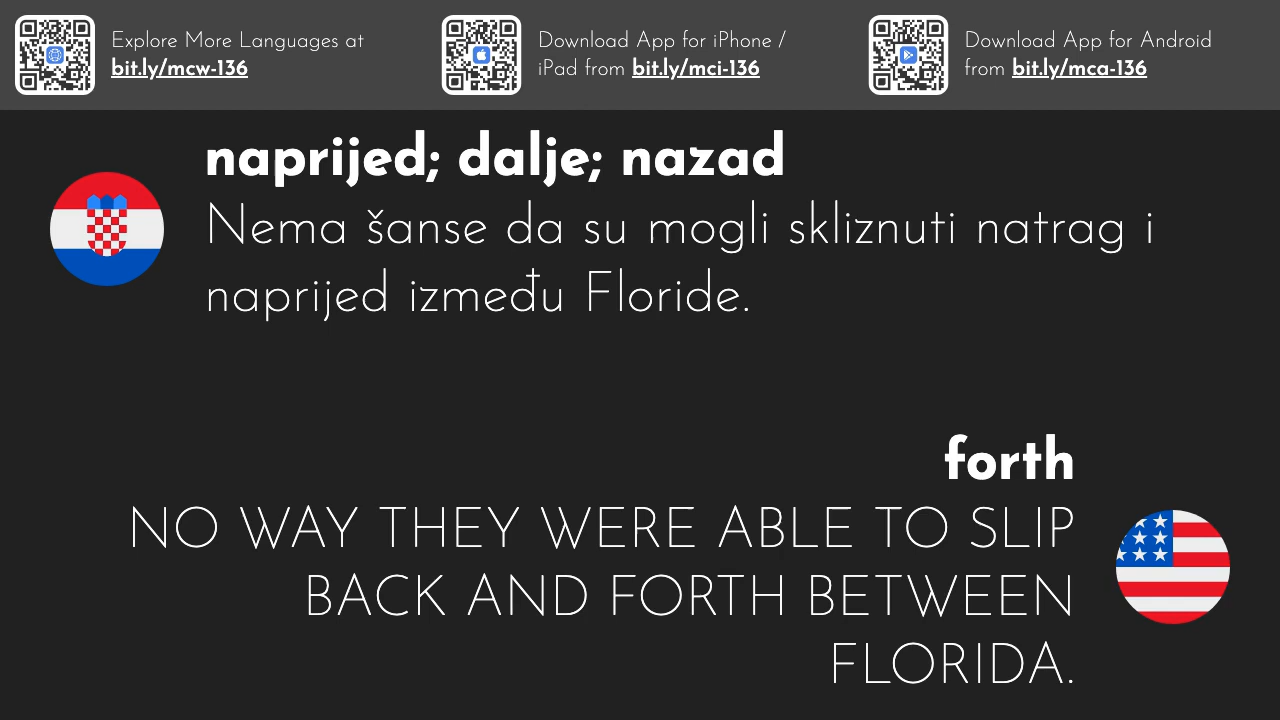 Explore More Languages at
bit.ly/mcw-136
Download App for iPhone /
iPad from bit.ly/mci-136
Download App for Android
from bit.ly/mca-136
naprijed; dalje; nazad
Nema šanse da su mogli skliznuti natrag i
naprijed između Floride.
forth
NO WAY THEY WERE ABLE TO SLIP
BACK AND FORTH BETWEEN
FLORIDA.